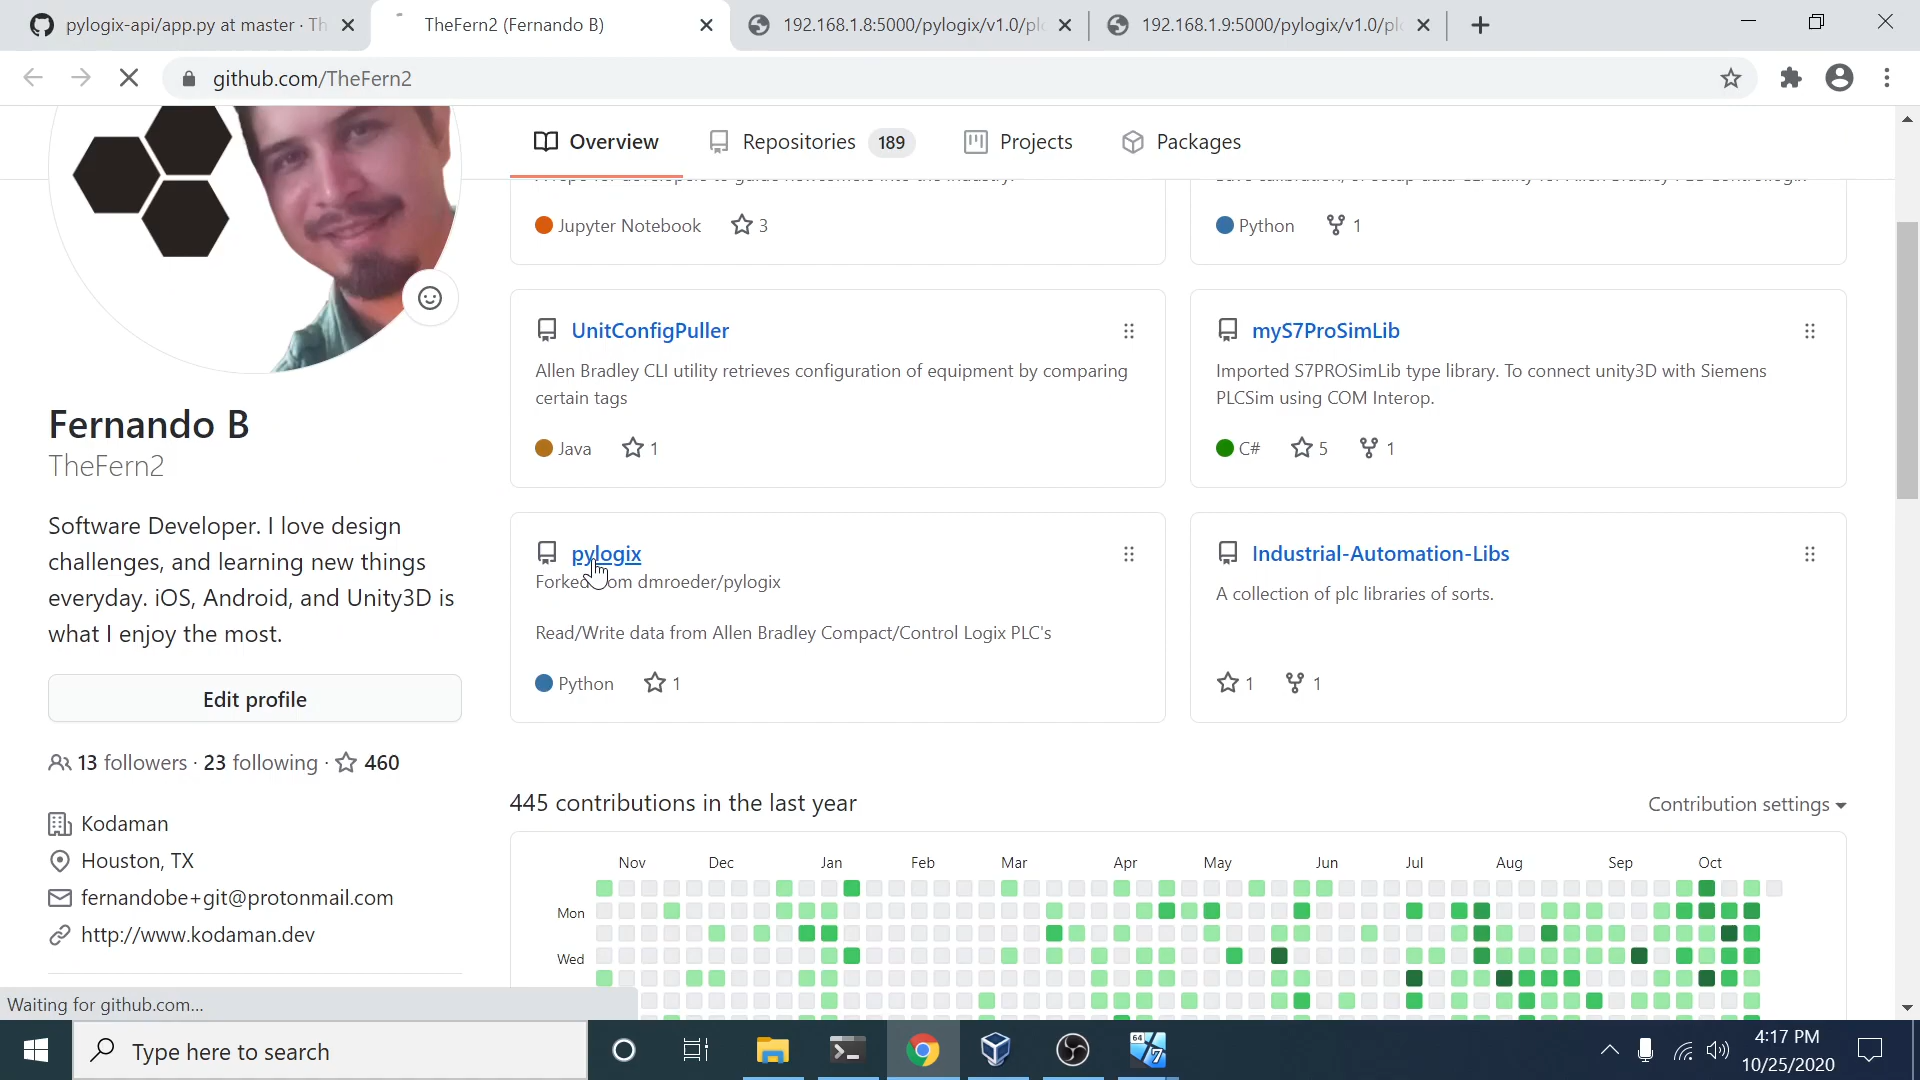 pylogix-api/app.py at master · Th
TheFern2 (Fernando B)
192.168.1.8:5000/pylogix/v1.0/pl
192.168.1.9:5000/pylogix/v1.0/pl
github.com/TheFern2
Overview
Repositories 189
Projects
Packages
Jupyter Notebook 3
Python 1
UnitConfigPuller
Allen Bradley CLI utility retrieves configuration of equipment by comparing
certain tags
Java 1
myS7ProSimLib
Imported S7PROSimLib type library. To connect unity3D with Siemens
PLCSim using COM Interop.
C# 5 1
pylogix
Forked from dmroeder/pylogix
Read/Write data from Allen Bradley Compact/Control Logix PLC's
Python 1
Industrial-Automation-Libs
A collection of plc libraries of sorts.
1 1
Fernando B
TheFern2
Software Developer. I love design
challenges, and learning new things
everyday. iOS, Android, and Unity3D is
what I enjoy the most.
Edit profile
13 followers · 23 following · 460
Kodaman
Houston, TX
fernandobe+git@protonmail.com
http://www.kodaman.dev
445 contributions in the last year
Contribution settings
Nov Dec Jan Feb Mar Apr May Jun Jul Aug Sep Oct
Mon
Wed
Waiting for github.com...
Type here to search
64
7
4:17 PM
10/25/2020